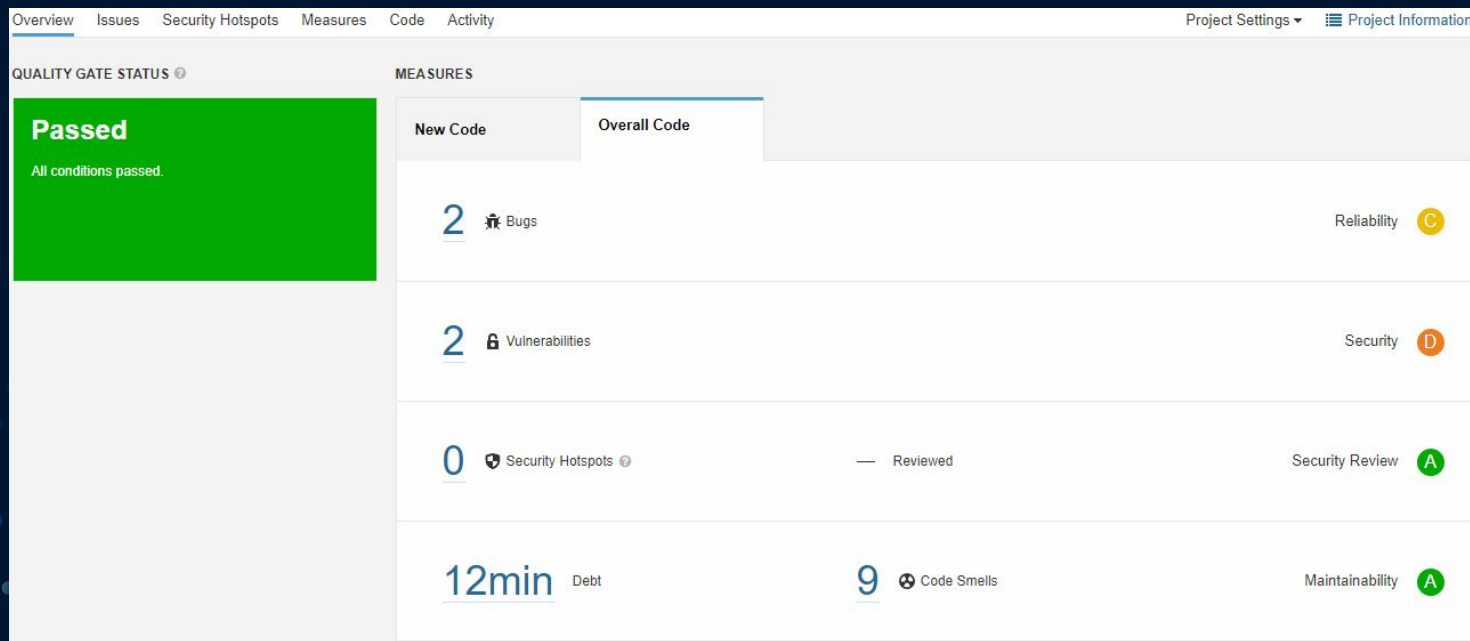 Overview Issues Security Hotspots Measures Code Activity Project Settings Project Information
QUALITY GATE STATUS
MEASURES
Passed
All conditions passed.
New Code
Overall Code
2 Bugs Reliability C
2 Vulnerabilities Security D
0 Security Hotspots — Reviewed Security Review A
12min Debt 9 Code Smells Maintainability A